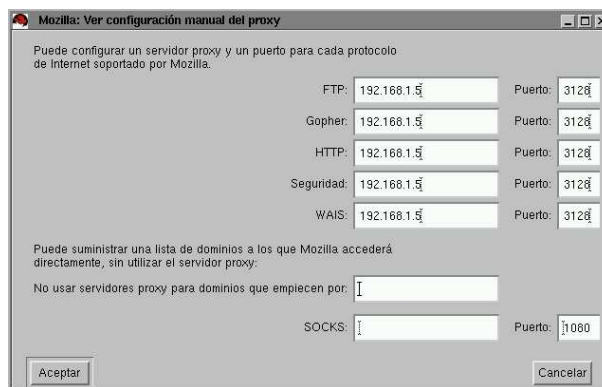 Mozilla: Ver configuración manual del proxy
Puede configurar un servidor proxy y un puerto para cada protocolo
de Internet soportado por Mozilla.
FTP: 192.168.1.5 Puerto: 3128
Gopher: 192.168.1.5 Puerto: 3128
HTTP: 192.168.1.5 Puerto: 3128
Seguridad: 192.168.1.5 Puerto: 3128
WAIS: 192.168.1.5 Puerto: 3128
Puede suministrar una lista de dominios a los que Mozilla accederá
directamente, sin utilizar el servidor proxy:
No usar servidores proxy para dominios que empiecen por:
SOCKS: Puerto: 1080
Aceptar Cancelar